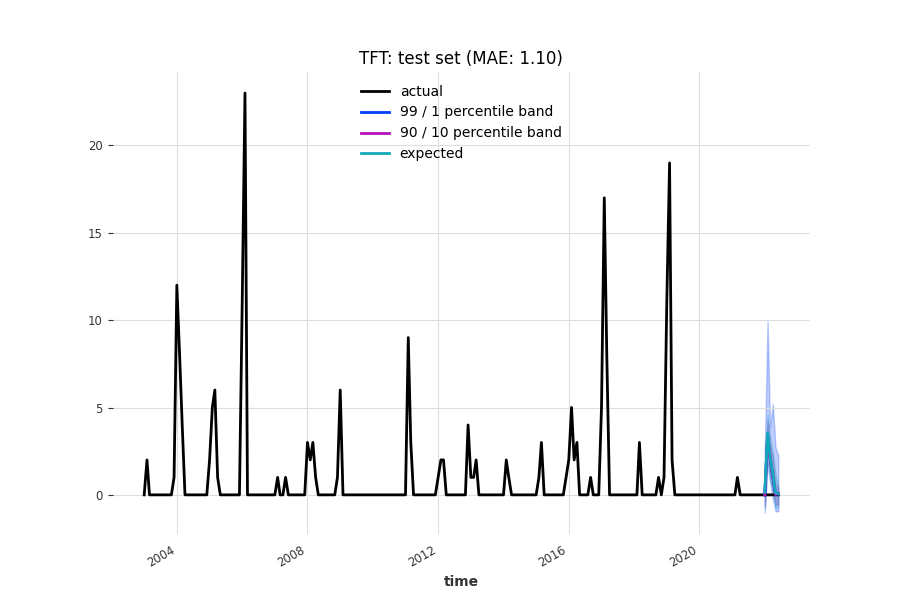 TFT: test set (MAE: 1.10)
actual
99 / 1 percentile band
90 / 10 percentile band
expected
20
15
10
5
0
2004
2008
2012
2016
2020
time